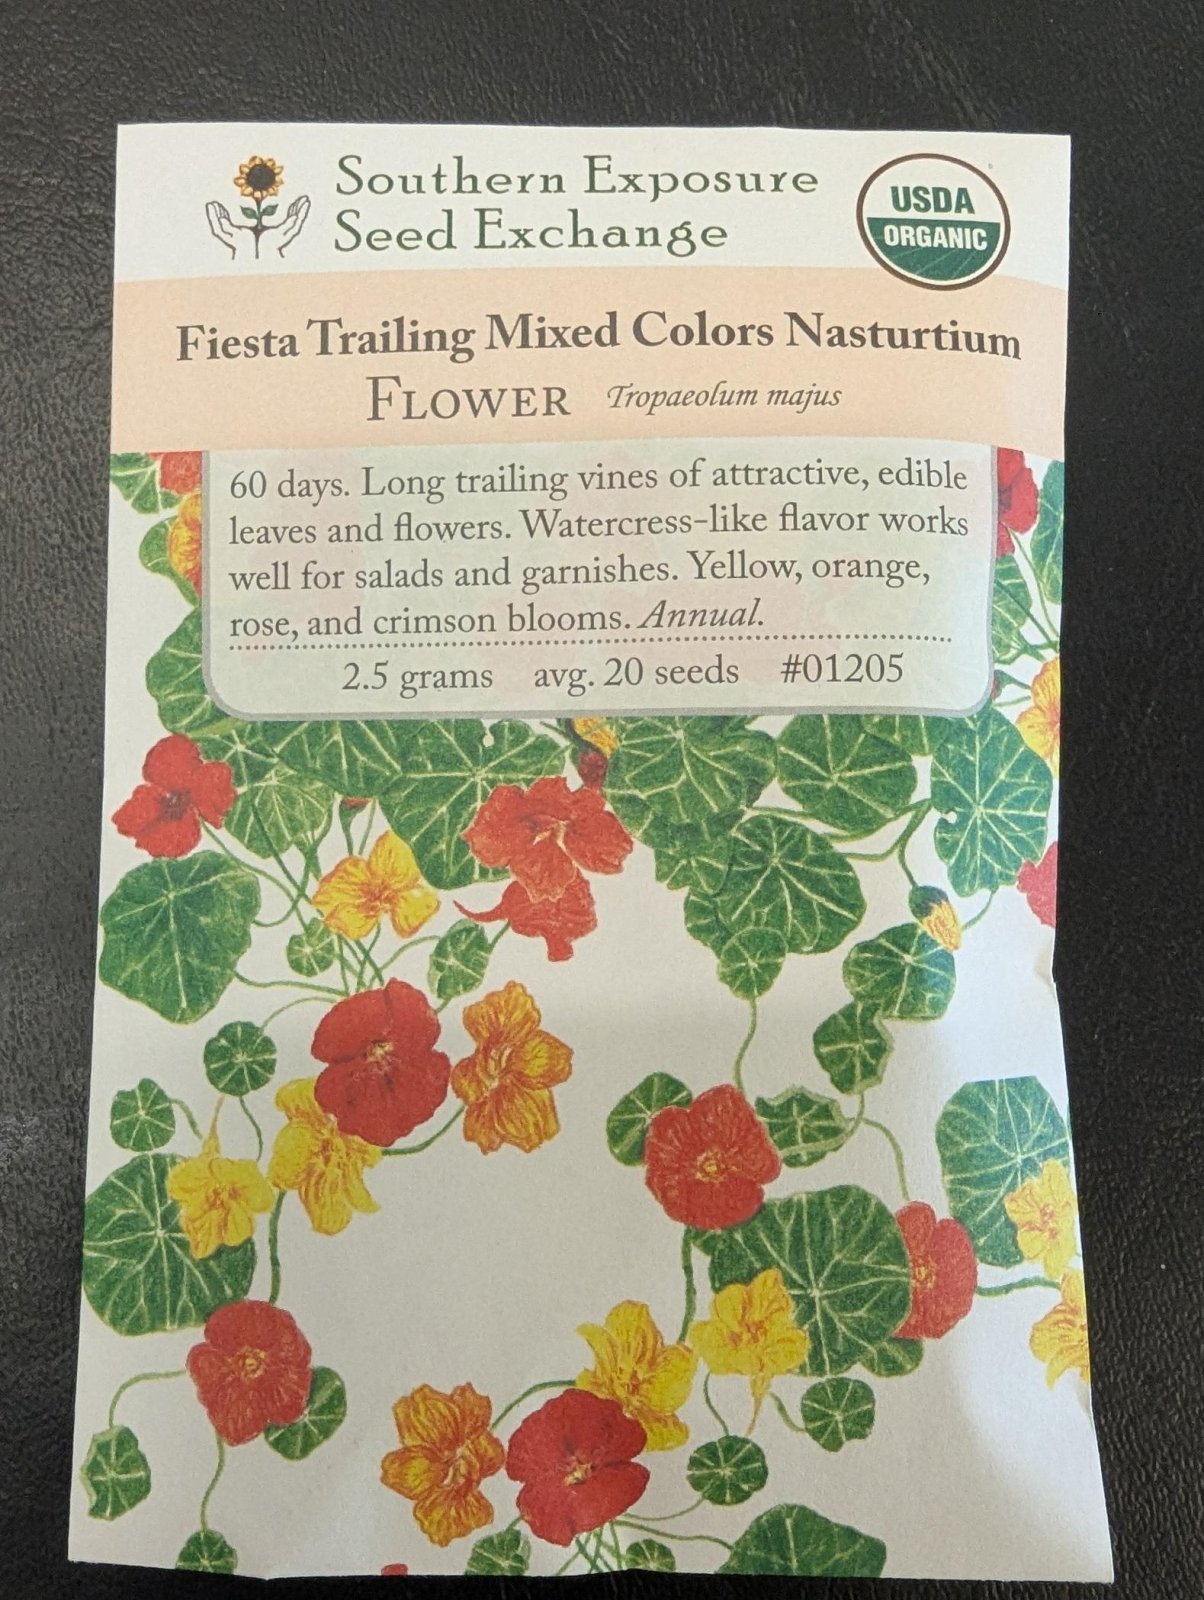 Southern Exposure
Seed Exchange
USDA
ORGANIC
Fiesta Trailing Mixed Colors Nasturtium
FLOWER Tropaeolum majus
60 days. Long trailing vines of attractive, edible
leaves and flowers. Watercress-like flavor works
well for salads and garnishes. Yellow, orange,
rose, and crimson blooms. Annual.
2.5 grams avg. 20 seeds #01205